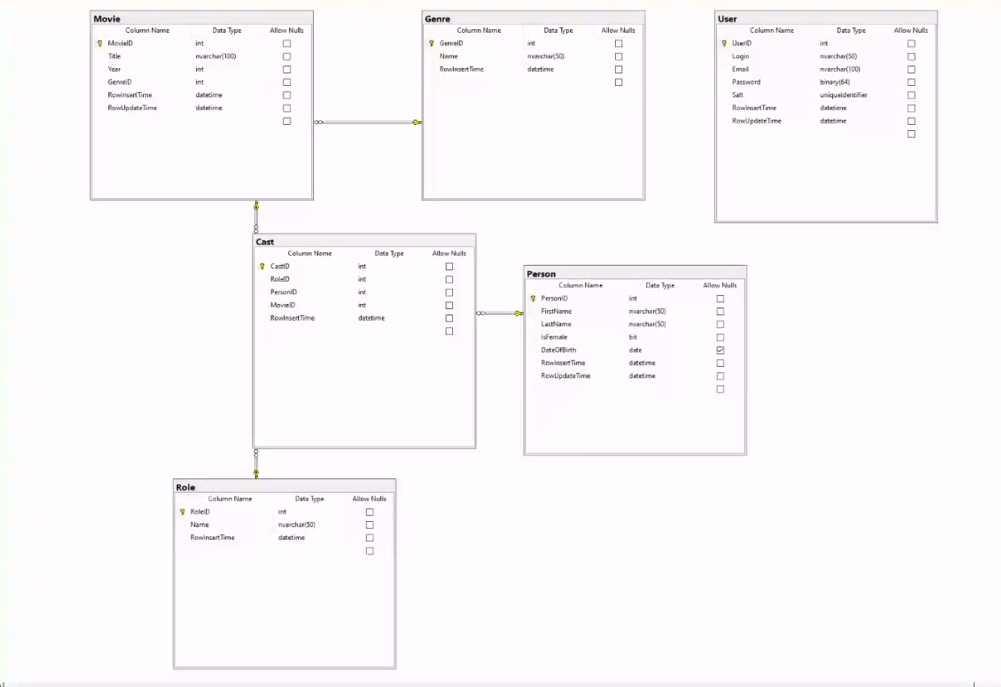 Movie
Column Name Data Type Allow Nulls
MovieID int
Title nvarchar(100)
Year int
GenreID int
RowInsertTime datetime
RowUpdateTime datetime
Genre
Column Name Data Type Allow Nulls
GenreID int
Name nvarchar(50)
RowInsertTime datetime
User
Column Name Data Type Allow Nulls
UserID int
Login nvarchar(50)
Email nvarchar(100)
Password binary(64)
Salt uniqueidentifier
RowInsertTime datetime
RowUpdateTime datetime
Cast
Column Name Data Type Allow Nulls
CastID int
RoleID int
PersonID int
MovieID int
RowInsertTime datetime
Person
Column Name Data Type Allow Nulls
PersonID int
FirstName nvarchar(50)
LastName nvarchar(50)
IsFemale bit
DateOfBirth date
RowInsertTime datetime
RowUpdateTime datetime
Role
Column Name Data Type Allow Nulls
RoleID int
Name nvarchar(50)
RowInsertTime datetime